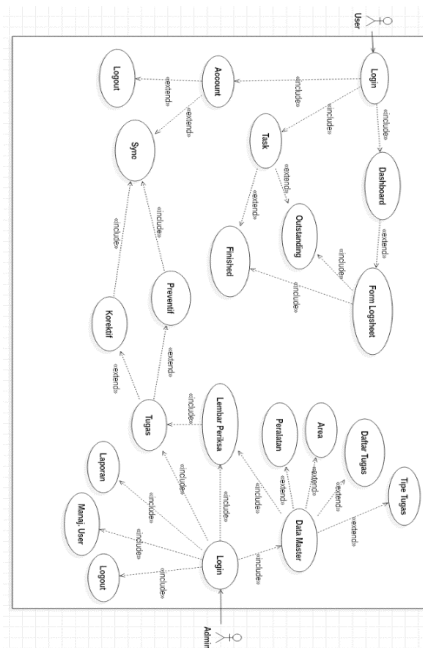 User
Login
«include»
«include»
«include»
Account
«extend»
«extend»
Logout
Sync
Task
«extend»
«extend»
Dashboard
«extend»
Form Logsheet
«include»
«include»
Outstanding
Finished
«include»
«include»
Preventif
Korektif
«extend»
«extend»
Tugas
«include»
Lembar Periksa
«include»
Peralatan
Area
Daftar Tugas
Tipe Tugas
«extend»
«extend»
«extend»
«extend»
Data Master
«include»
«include»
«include»
«include»
«include»
«include»
Laporan
Manaj. User
Logout
Login
Admin